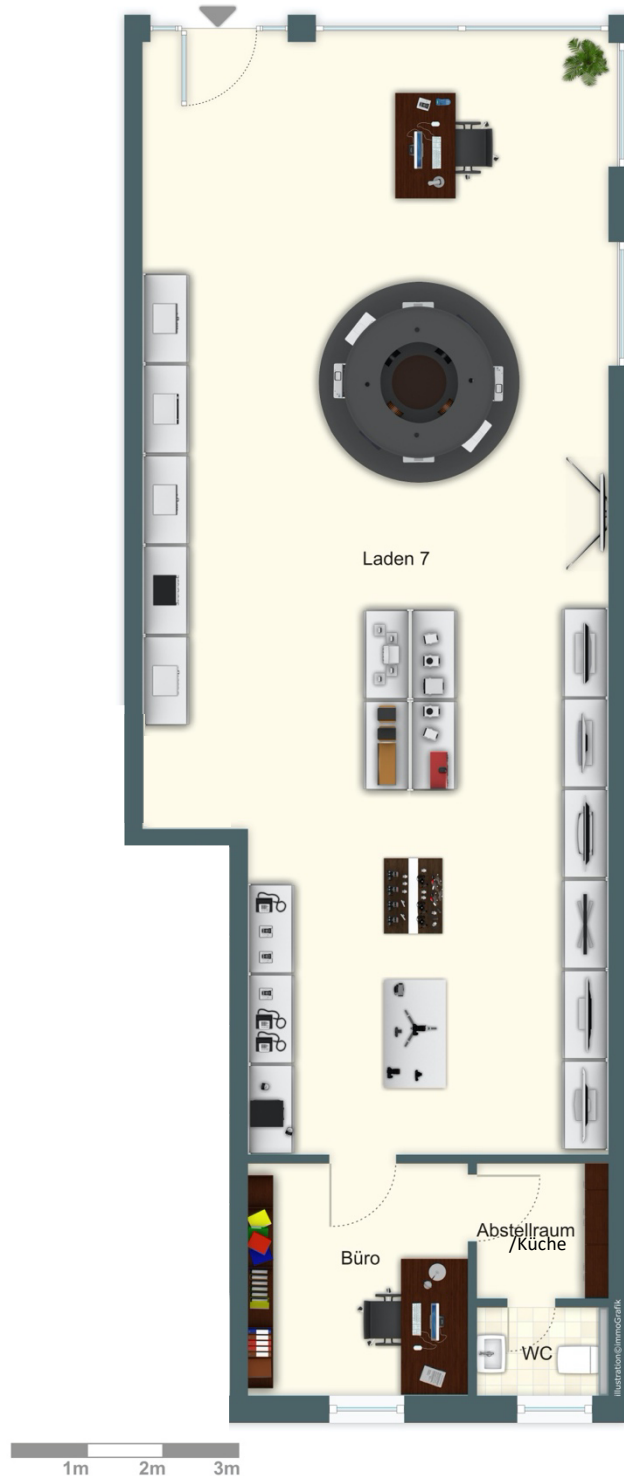 Laden 7
Abstellraum
/Küche
Büro
WC
illustration©immoGrafik
1m 2m 3m